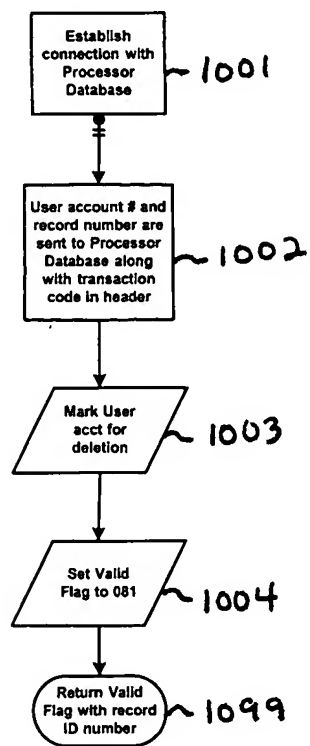 Establish
connection with
Processor
Database
1001
User account # and
record number are
sent to Processor
Database along
with transaction
code in header
1002
Mark User
acct for
deletion
1003
Set Valid
Flag to 081
1004
Return Valid
Flag with record
ID number
1099